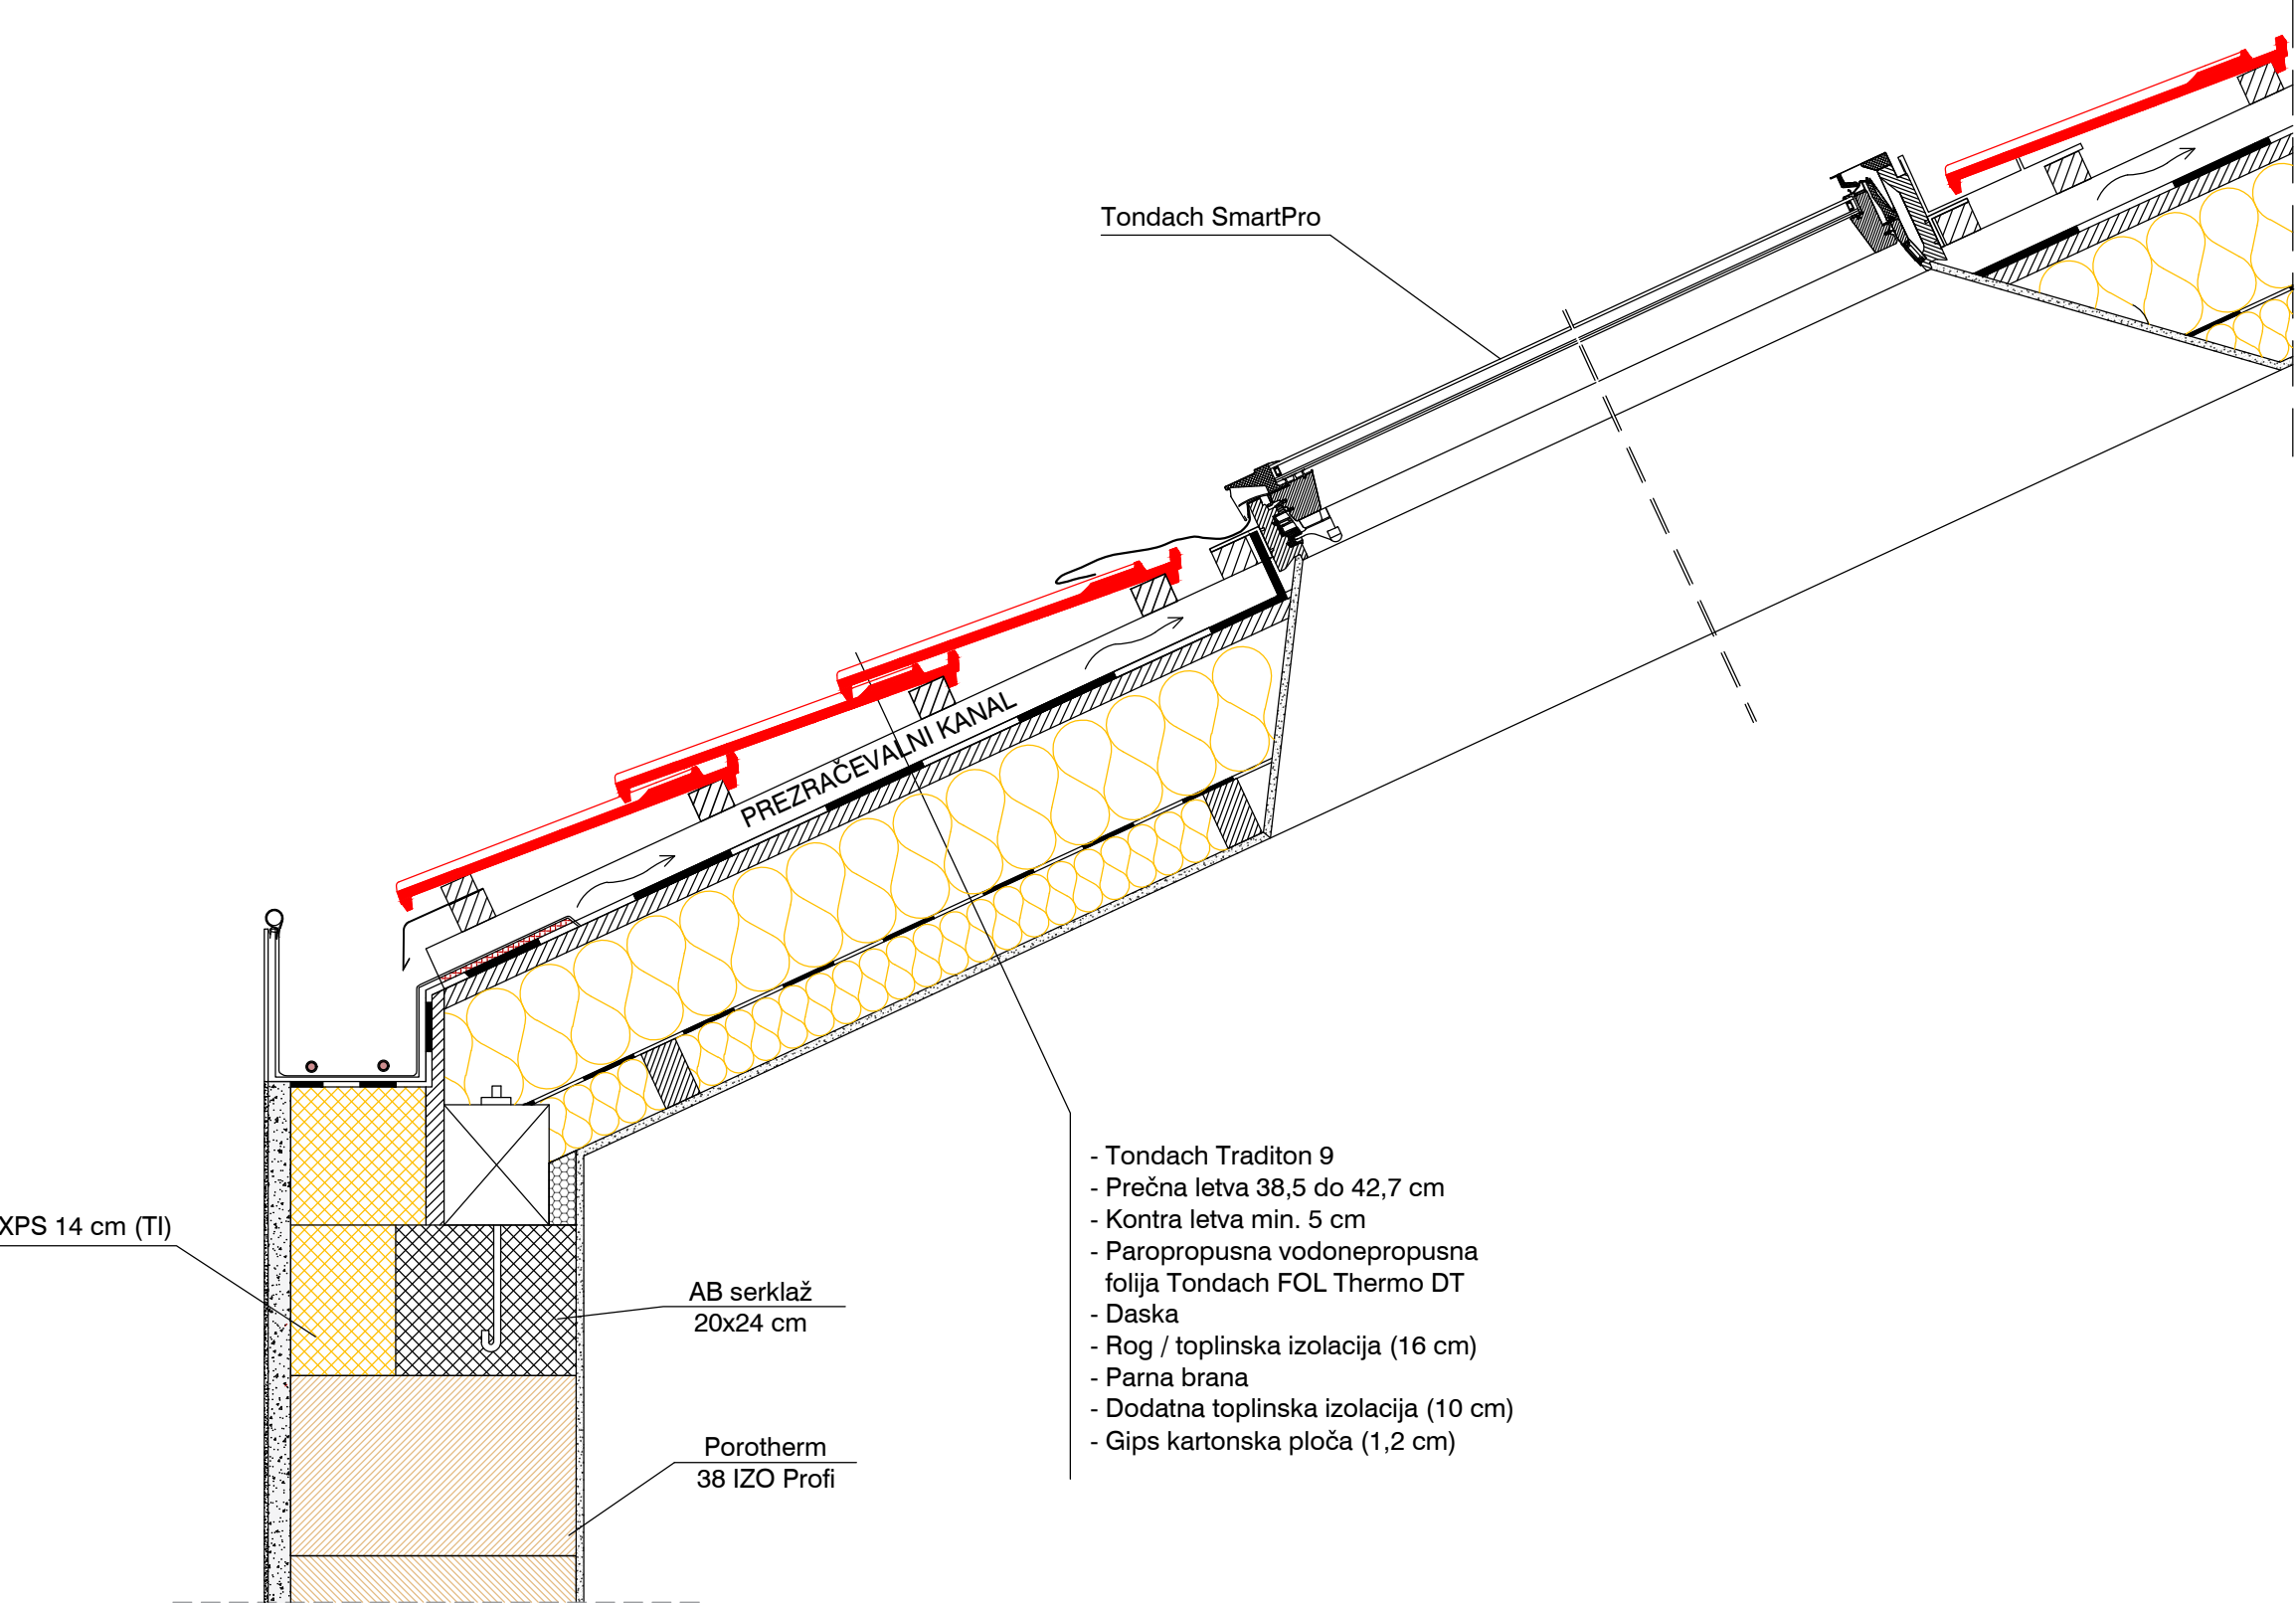 Tondach SmartPro
PREZRAČEVALNI KANAL
- Tondach Traditon 9
- Prečna letva 38,5 do 42,7 cm
- Kontra letva min. 5 cm
- Paropropusna vodonepropusna
folija Tondach FOL Thermo DT
- Daska
- Rog / toplinska izolacija (16 cm)
- Parna brana
- Dodatna toplinska izolacija (10 cm)
- Gips kartonska ploča (1,2 cm)
XPS 14 cm (TI)
AB serklaž
20x24 cm
Porotherm
38 IZO Profi